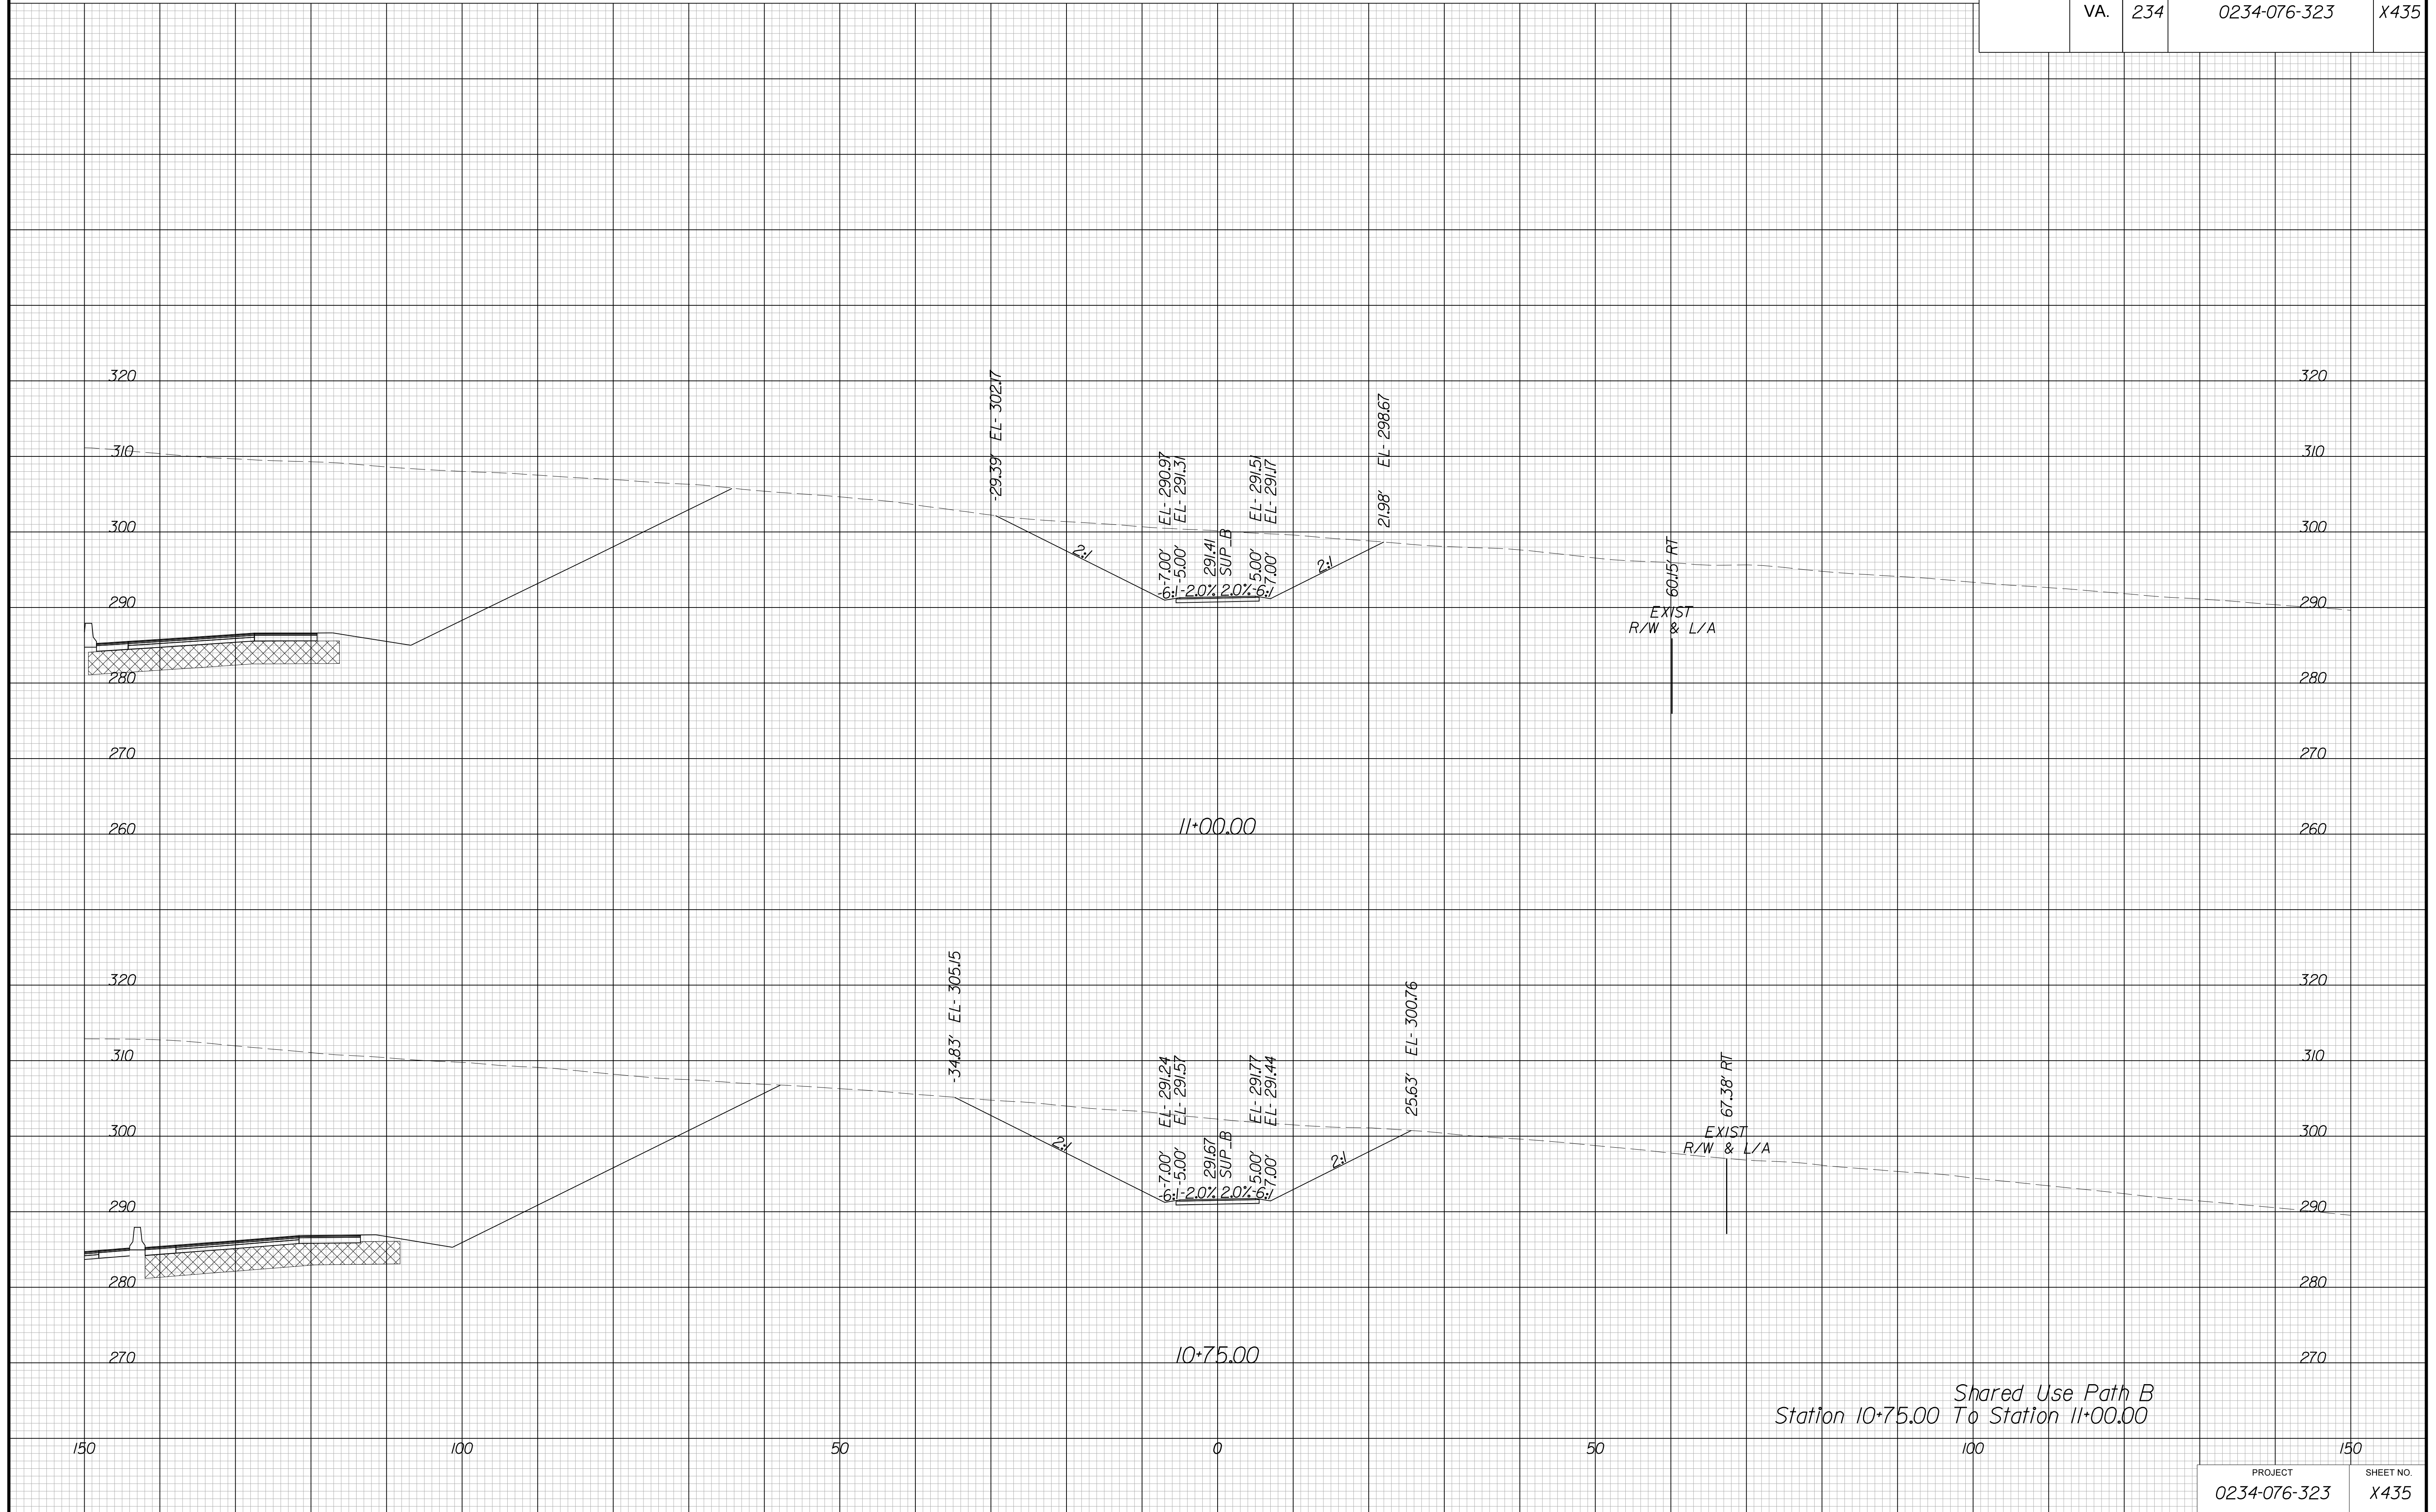 VA. 234 0234-076-323 X435
320 320
-29.39' EL- 302.17
21.98' EL- 298.67
310 310
-7.00' EL- 290.97
-5.00' EL- 291.31
291.41
SUP_B
5.00' EL- 291.51
7.00' EL- 291.17
300 300
2:1 2:1
60.15' RT
-6:1 -2.0% 2.0% -6:1
290 290
EXIST
R/W & L/A
280 280
270 270
260 260
11+00.00
320 320
-34.83' EL- 305.15
25.63' EL- 300.76
310 310
-7.00' EL- 291.24
-5.00' EL- 291.57
291.67
SUP_B
5.00' EL- 291.77
7.00' EL- 291.44
67.38' RT
300 300
EXIST
R/W & L/A
2:1 2:1
-6:1 -2.0% 2.0% -6:1
290 290
280 280
270 270
10+75.00
Shared Use Path B
Station 10+75.00 To Station 11+00.00
150 100 50 0 50 100 150
PROJECT SHEET NO.
0234-076-323 X435